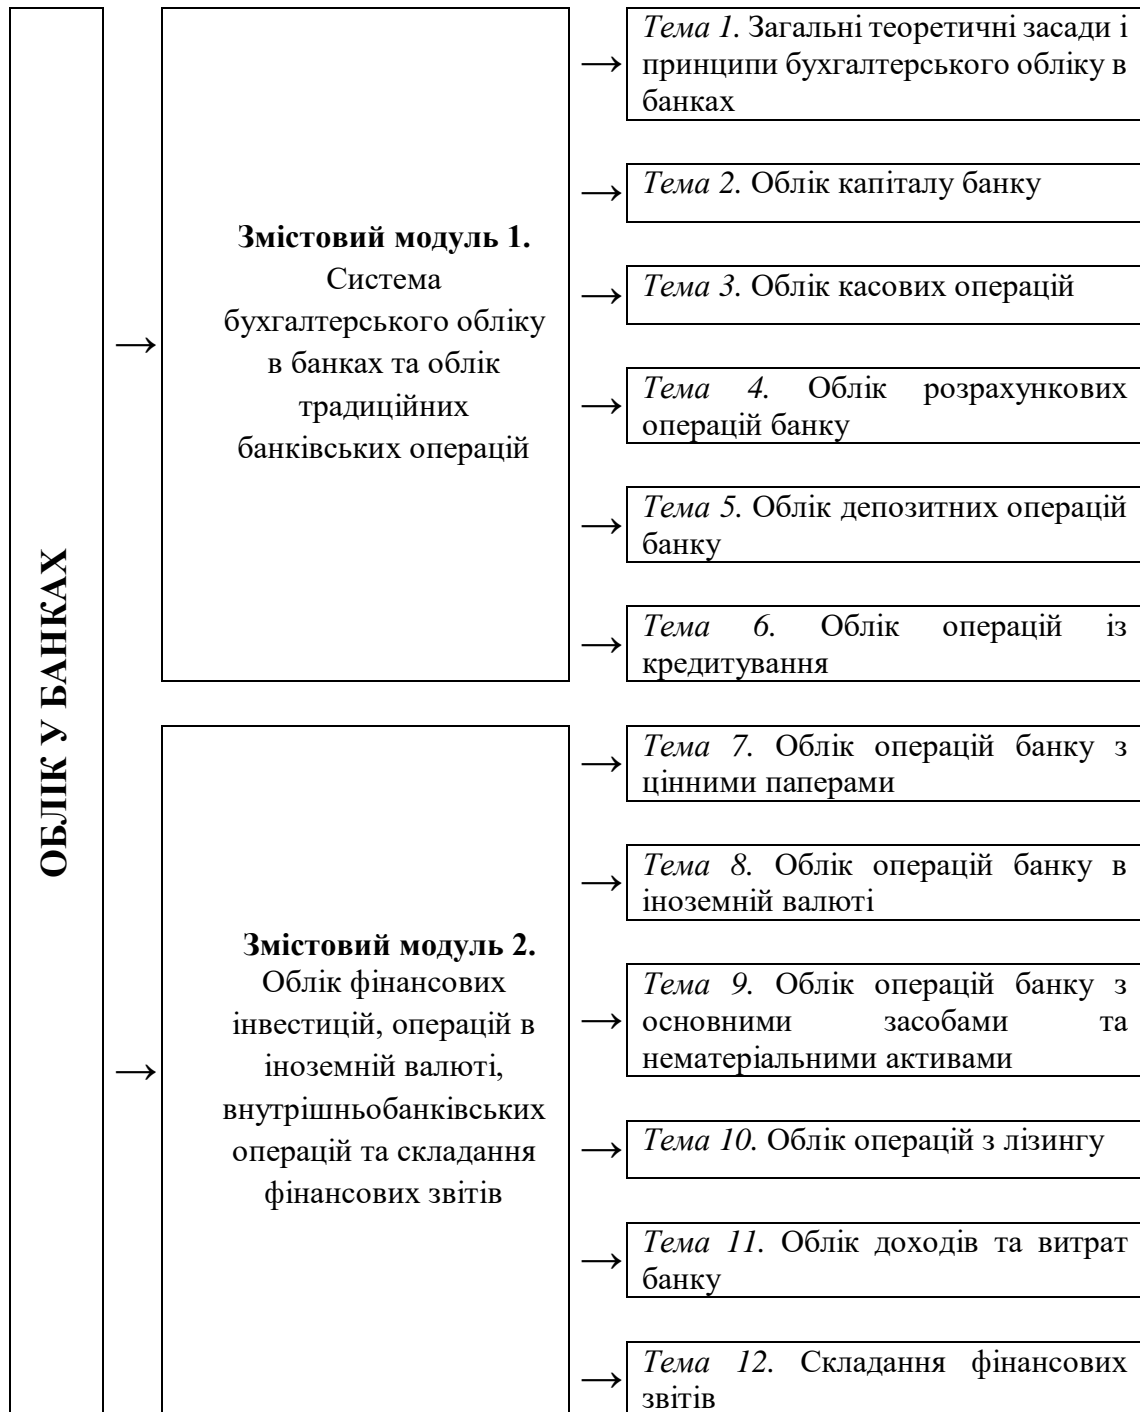 ОБЛІК У БАНКАХ
→
Змістовий модуль 1.
Система
бухгалтерського обліку
в банках та облік
традиційних
банківських операцій
→
Тема 1. Загальні теоретичні засади і
принципи бухгалтерського обліку в
банках
→
Тема 2. Облік капіталу банку
→
Тема 3. Облік касових операцій
→
Тема 4. Облік розрахункових
операцій банку
→
Тема 5. Облік депозитних операцій
банку
→
Тема 6. Облік операцій із
кредитування
→
Змістовий модуль 2.
Облік фінансових
інвестицій, операцій в
іноземній валюті,
внутрішньобанківських
операцій та складання
фінансових звітів
→
Тема 7. Облік операцій банку з
цінними паперами
→
Тема 8. Облік операцій банку в
іноземній валюті
→
Тема 9. Облік операцій банку з
основними засобами та
нематеріальними активами
→
Тема 10. Облік операцій з лізингу
→
Тема 11. Облік доходів та витрат
банку
→
Тема 12. Складання фінансових
звітів